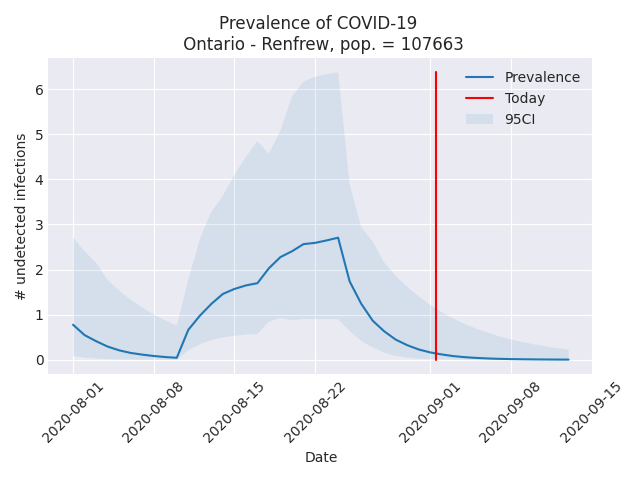 Prevalence of COVID-19
Ontario - Renfrew, pop. = 107663
Prevalence
Today
95CI
# undetected infections
6
5
4
3
2
1
0
2020-08-01
2020-08-08
2020-08-15
2020-08-22
2020-09-01
2020-09-08
2020-09-15
Date